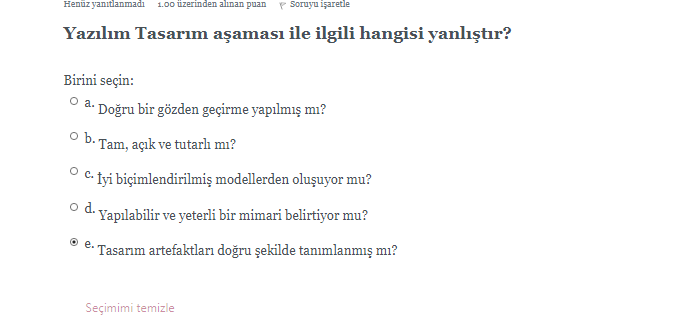 Henüz yanıtlanmadı 1.00 üzerinden alınan puan Soruyu işaretle
Yazılım Tasarım aşaması ile ilgili hangisi yanlıştır?
Birini seçin:
a. Doğru bir gözden geçirme yapılmış mı?
b. Tam, açık ve tutarlı mı?
c. İyi biçimlendirilmiş modellerden oluşuyor mu?
d. Yapılabilir ve yeterli bir mimari belirtiyor mu?
e. Tasarım artefaktları doğru şekilde tanımlanmış mı?
Seçimimi temizle